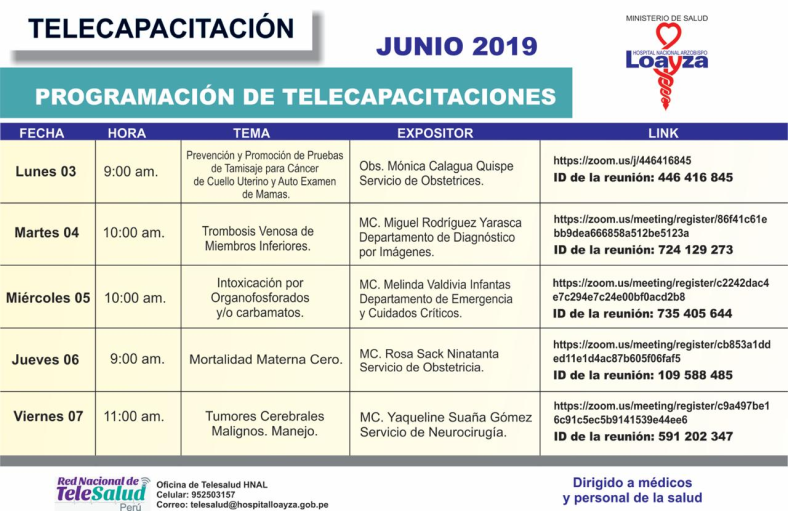 TELECAPACITACIÓN
JUNIO 2019
MINISTERIO DE SALUD
HOSPITAL NACIONAL ARZOBISPO
Loayza
PROGRAMACIÓN DE TELECAPACITACIONES
FECHA HORA TEMA EXPOSITOR LINK
Lunes 03
9:00 am.
Prevención y Promoción de Pruebas
de Tamisaje para Cáncer
de Cuello Uterino y Auto Examen
de Mamas.
Obs. Mónica Calagua Quispe
Servicio de Obstetrices.
https://zoom.us/j/446416845
ID de la reunión: 446 416 845
Martes 04
10:00 am.
Trombosis Venosa de
Miembros Inferiores.
MC. Miguel Rodríguez Yarasca
Departamento de Diagnóstico
por Imágenes.
https://zoom.us/meeting/register/86f41c61e
bb9dea666858a512be5123a
ID de la reunión: 724 129 273
Miércoles 05
10:00 am.
Intoxicación por
Organofosforados
y/o carbamatos.
MC. Melinda Valdivia Infantas
Departamento de Emergencia
y Cuidados Críticos.
https://zoom.us/meeting/register/c2242dac4
e7c294e7c24e00bf0acd2b8
ID de la reunión: 735 405 644
Jueves 06
9:00 am.
Mortalidad Materna Cero.
MC. Rosa Sack Ninatanta
Servicio de Obstetricia.
https://zoom.us/meeting/register/cb853a1dd
ed11e1d4ac87b605f06faf5
ID de la reunión: 109 588 485
Viernes 07
11:00 am.
Tumores Cerebrales
Malignos. Manejo.
MC. Yaqueline Suaña Gómez
Servicio de Neurocirugía.
https://zoom.us/meeting/register/c9a497be1
6c91c5ec5b9141539e44ee6
ID de la reunión: 591 202 347
Red Nacional de
TeleSalud
Perú
Oficina de Telesalud HNAL
Celular: 952503157
Correo: telesalud@hospitalloayza.gob.pe
Dirigido a médicos
y personal de la salud